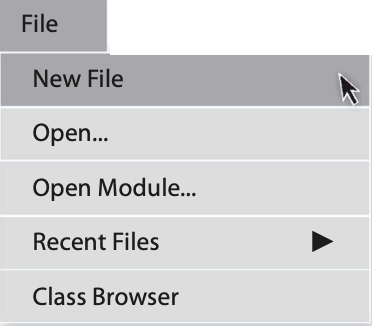 File
New File
Open...
Open Module...
Recent Files
Class Browser